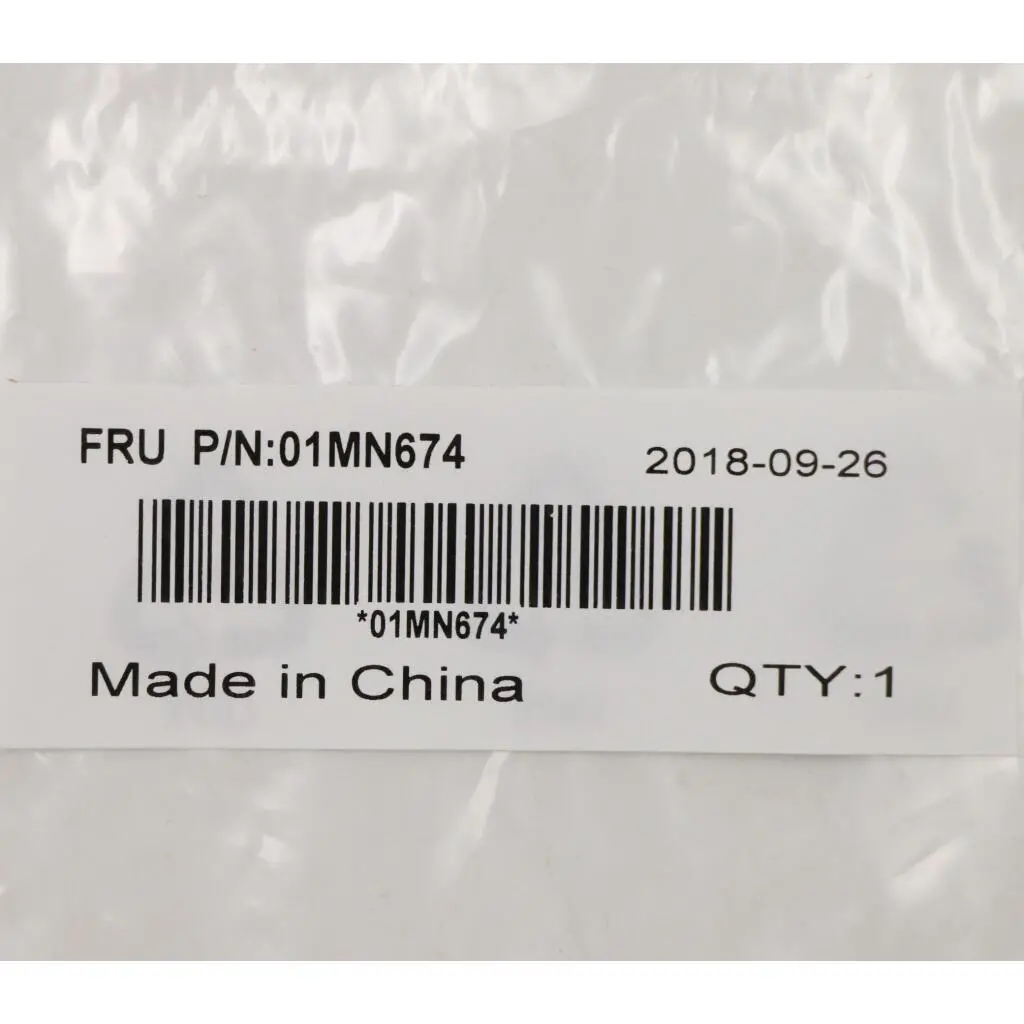 FRU P/N:01MN674 2018-09-26
*01MN674*
Made in China QTY:1